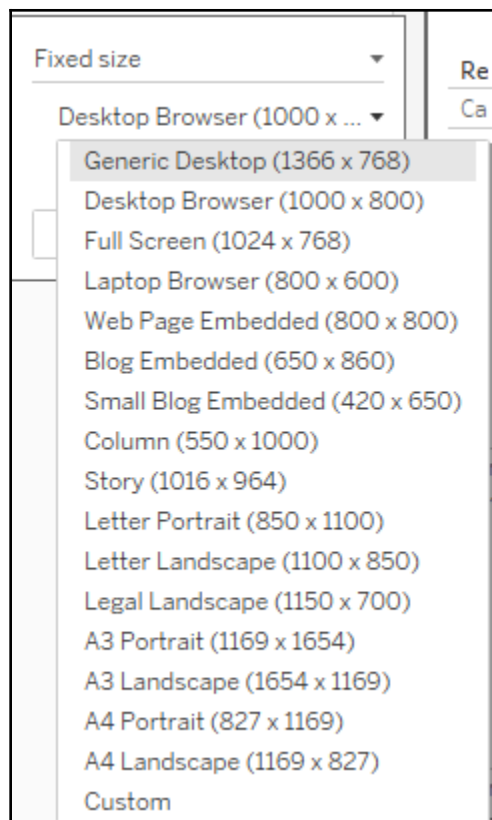 Fixed size
Re
Desktop Browser (1000 x ...
Ca
Generic Desktop (1366 x 768)
Desktop Browser (1000 x 800)
Full Screen (1024 x 768)
Laptop Browser (800 x 600)
Web Page Embedded (800 x 800)
Blog Embedded (650 x 860)
Small Blog Embedded (420 x 650)
Column (550 x 1000)
Story (1016 x 964)
Letter Portrait (850 x 1100)
Letter Landscape (1100 x 850)
Legal Landscape (1150 x 700)
A3 Portrait (1169 x 1654)
A3 Landscape (1654 x 1169)
A4 Portrait (827 x 1169)
A4 Landscape (1169 x 827)
Custom